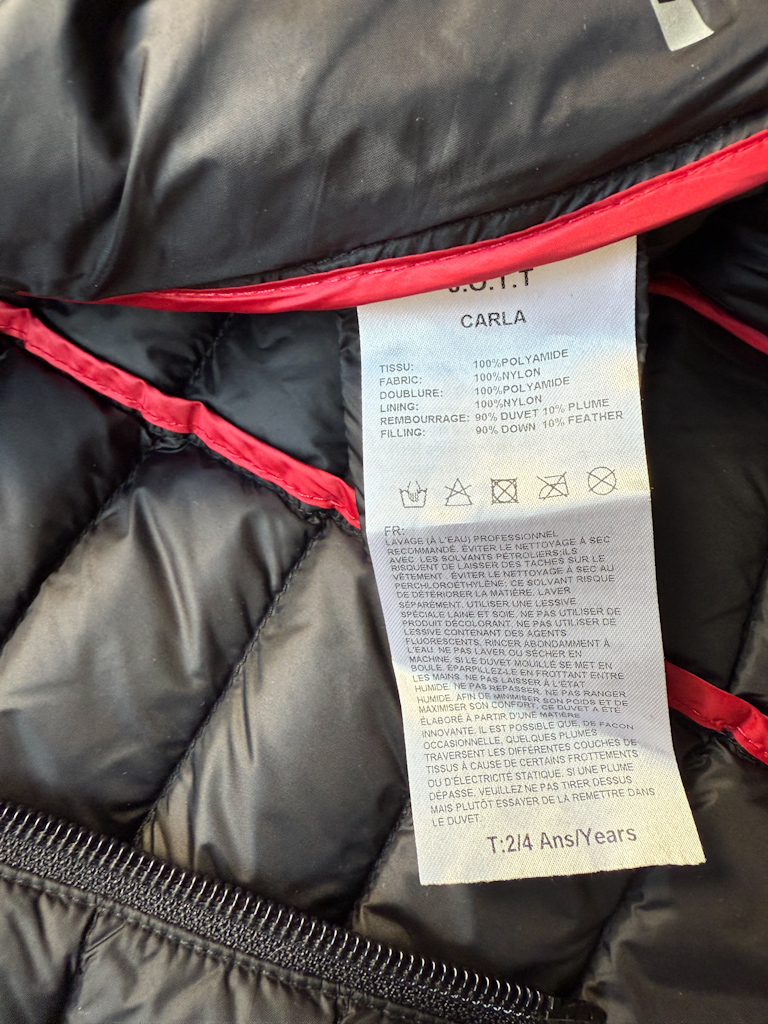 J.O.T.T
CARLA
TISSU: 100%POLYAMIDE
FABRIC: 100%NYLON
DOUBLURE: 100%POLYAMIDE
LINING: 100%NYLON
REMBOURRAGE: 90% DUVET 10% PLUME
FILLING: 90% DOWN 10% FEATHER
FR:
LAVAGE (À L'EAU) PROFESSIONNEL
RECOMMANDÉ. ÉVITER LE NETTOYAGE À SEC
AVEC LES SOLVANTS PÉTROLIERS;ILS
RISQUENT DE LAISSER DES TACHES SUR LE
VÊTEMENT. ÉVITER LE NETTOYAGE À SEC AU
PERCHLOROÉTHYLÈNE, CE SOLVANT RISQUE
DE DÉTERIORER LA MATIÈRE. LAVER
SÉPARÉMENT. UTILISER UNE LESSIVE
SPÉCIALE LAINE ET SOIE. NE PAS UTILISER DE
PRODUIT DÉCOLORANT. NE PAS UTILISER DE
LESSIVE CONTENANT DES AGENTS
FLUORESCENTS, RINCER ABONDAMMENT À
L'EAU. NE PAS LAVER OU SÉCHER EN
MACHINE. SI LE DUVET MOUILLÉ SE MET EN
BOULE. ÉPARPILLEZ-LE EN FROTTANT ENTRE
LES MAINS. NE PAS LAISSER À L'ÉTAT
HUMIDE. NE PAS REPASSER. NE PAS RANGER
HUMIDE. AFIN DE MINIMISER SON POIDS ET DE
MAXIMISER SON CONFORT, CE DUVET A ÉTÉ
ÉLABORÉ À PARTIR D'UNE MATIÈRE
INNOVANTE. IL EST POSSIBLE QUE, DE FACON
OCCASIONNELLE, QUELQUES PLUMES
TRAVERSENT LES DIFFÉRENTES COUCHES DE
TISSUS À CAUSE DE CERTAINS FROTTEMENTS
OU D'ÉLECTRICITÉ STATIQUE. SI UNE PLUME
DÉPASSE. VEUILLEZ NE PAS TIRER DESSUS
MAIS PLUTÔT ESSAYER DE LA REMETTRE DANS
LE DUVET.
T:2/4 Ans/Years